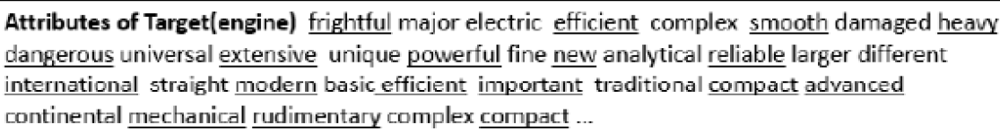 Attributes of Target(engine) frightful major electric efficient complex smooth damaged heavy
dangerous universal extensive unique powerful fine new analytical reliable larger different
international straight modern basic efficient important traditional compact advanced
continental mechanical rudimentary complex compact ...